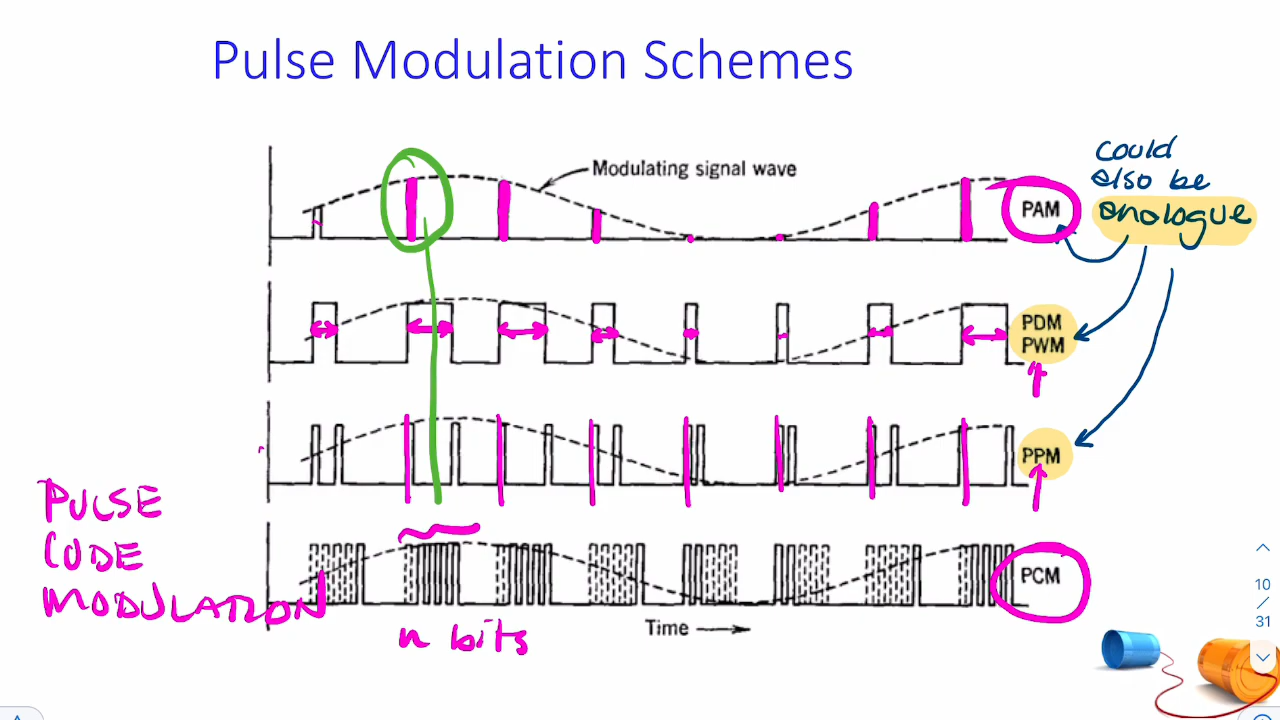 Pulse Modulation Schemes
Modulating signal wave
PAM
could
also be
analogue
PDM
PWM
PPM
PULSE
CODE
MODULATION
PCM
n bits
Time
10
/
31